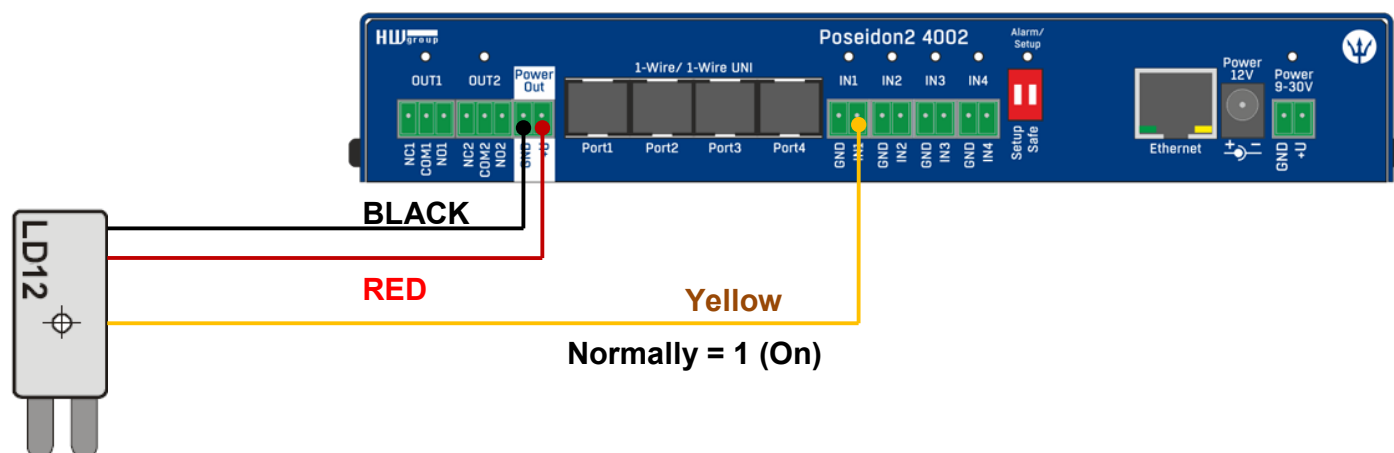 HWgroup
Poseidon2 4002
Alarm/
Setup
OUT1
OUT2
Power
Out
1-Wire/ 1-Wire UNI
IN1
IN2
IN3
IN4
Power
12V
Power
9-30V
NC1
COM1
NO1
NC2
COM2
NO2
GND
+U
Port1
Port2
Port3
Port4
GND
IN1
GND
IN2
GND
IN3
GND
IN4
Setup
Safe
Ethernet
+ −
GND
+U
BLACK
LD12
RED
Yellow
Normally = 1 (On)